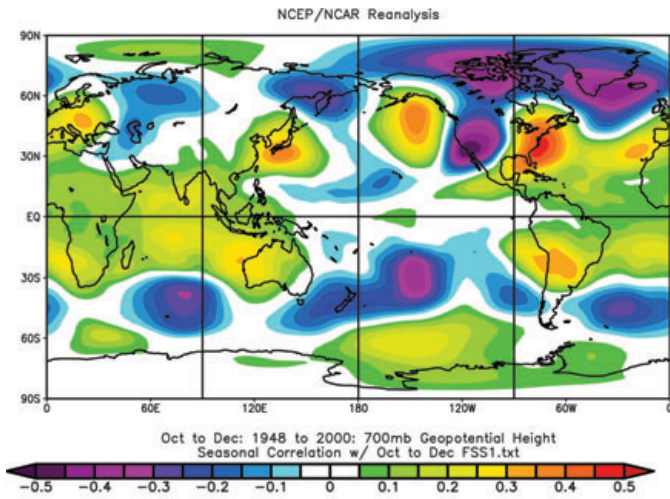 NCEP/NCAR Reanalysis
90N
60N
30N
EQ
30S
60S
90S
0 60E 120E 180 120W 60W 0
Oct to Dec: 1948 to 2000: 700mb Geopotential Height
Seasonal Correlation w/ Oct to Dec FSS1.txt
-0.5 -0.4 -0.3 -0.2 -0.1 0 0.1 0.2 0.3 0.4 0.5